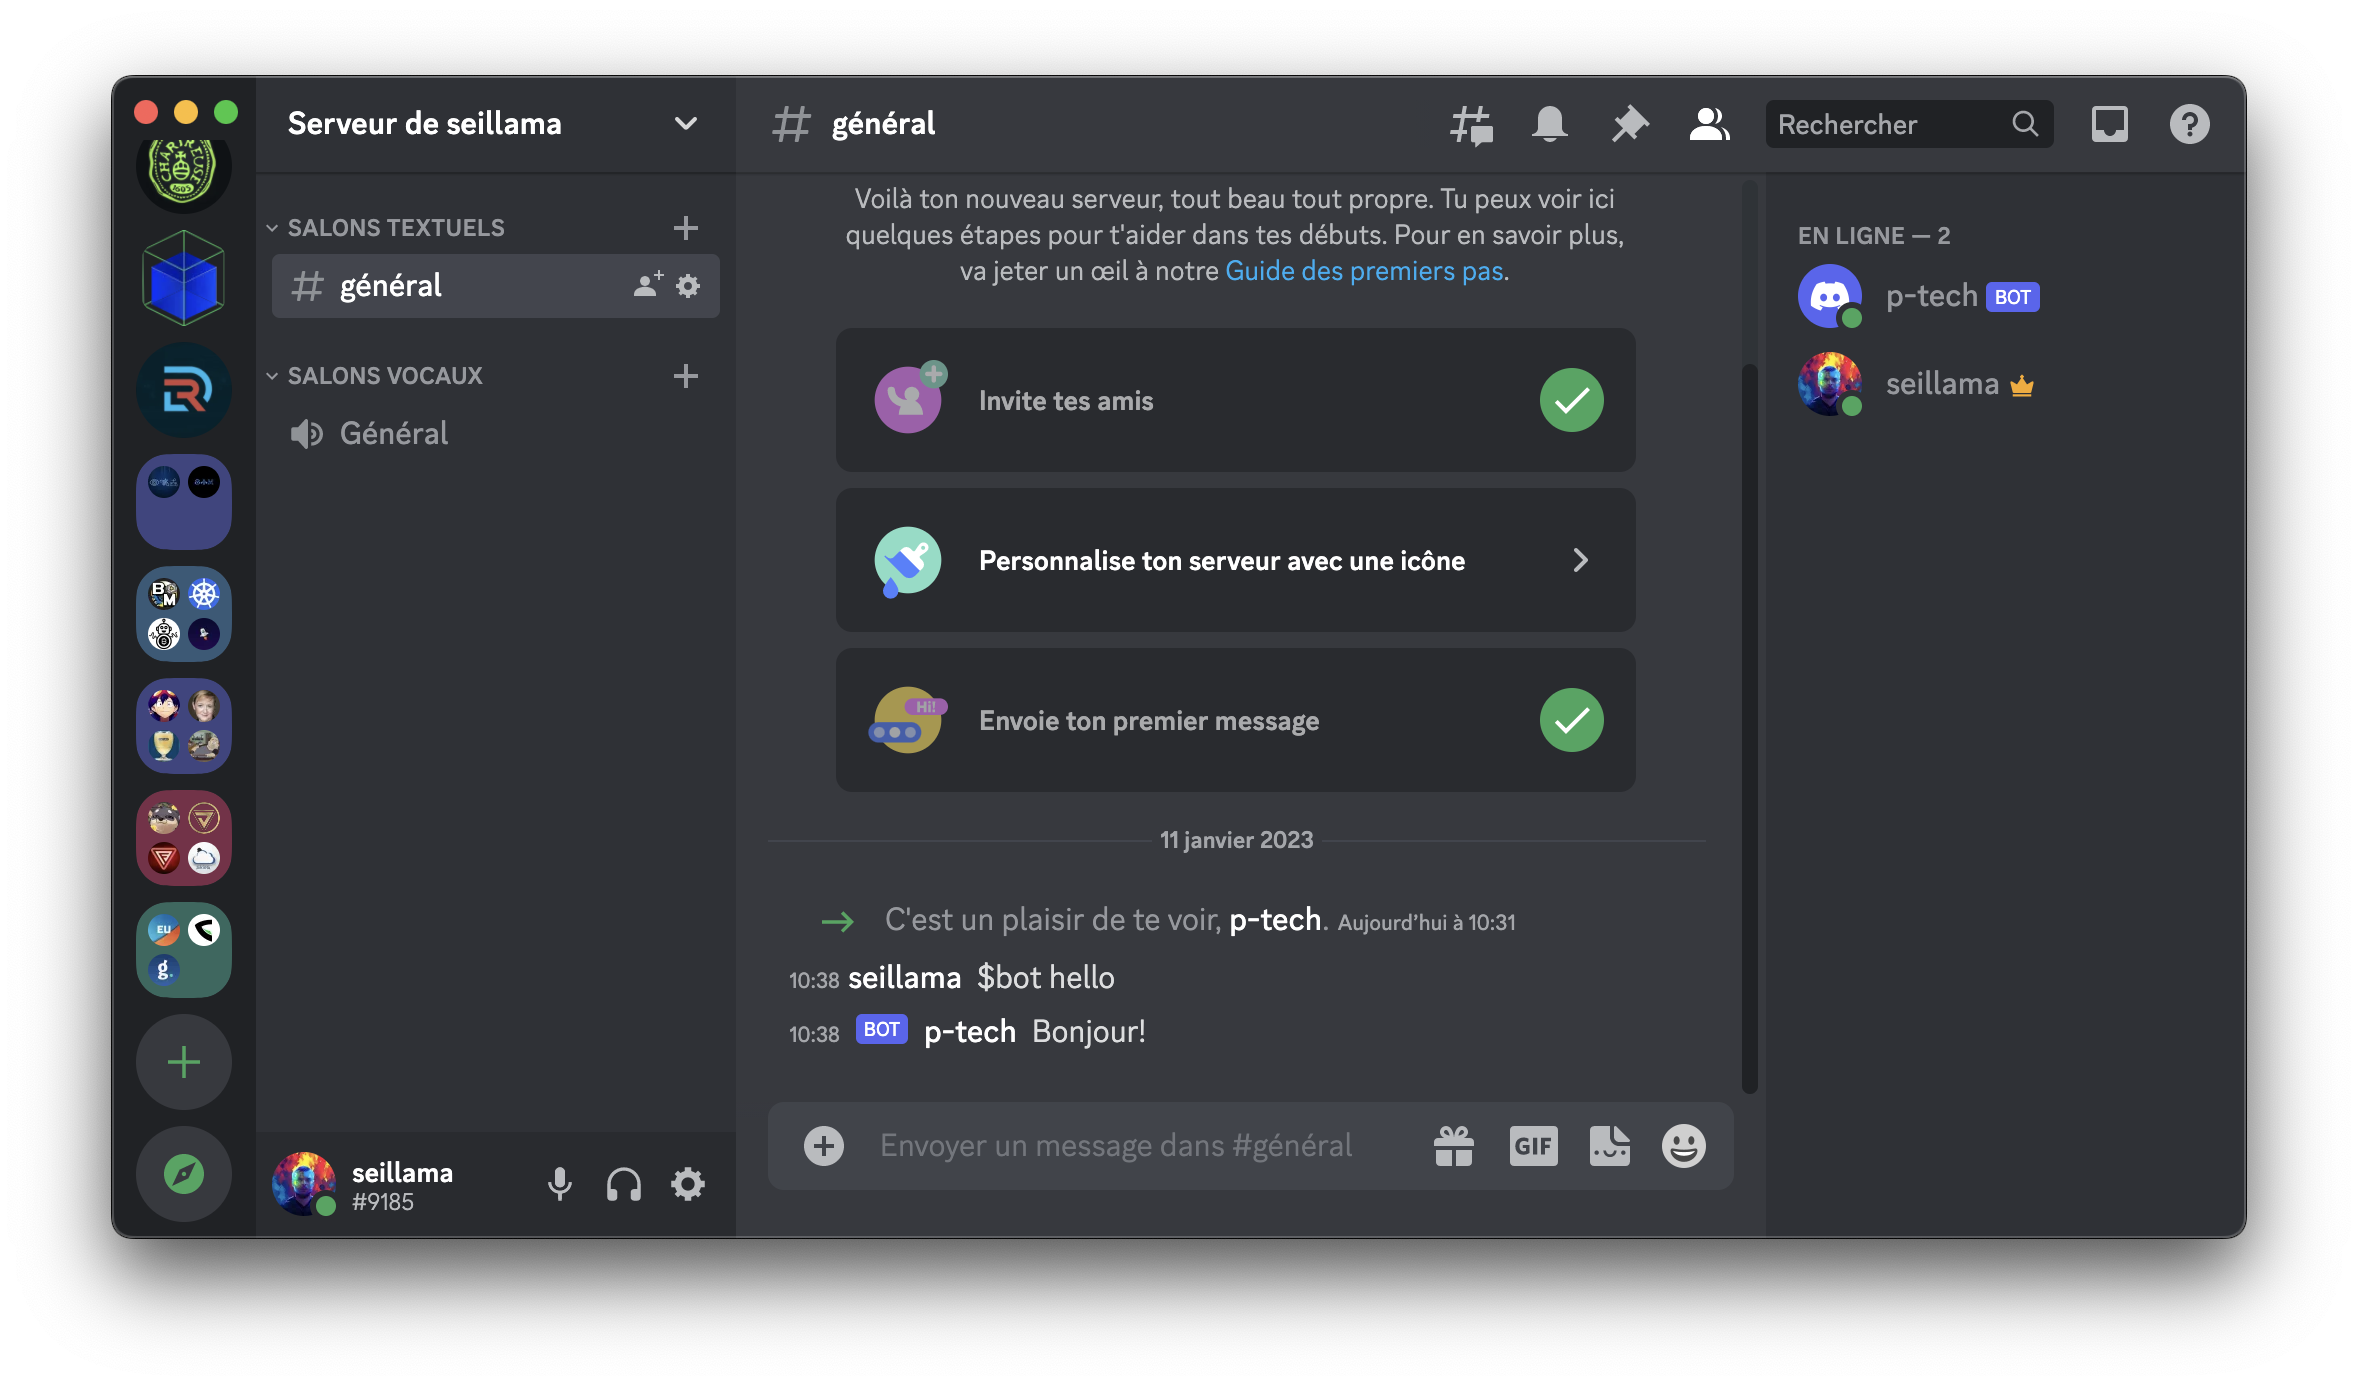 CHARTREUSE
1605
B
M
EU
g.
Serveur de seillama
SALONS TEXTUELS
général
SALONS VOCAUX
Général
seillama
#9185
général
Rechercher
Voilà ton nouveau serveur, tout beau tout propre. Tu peux voir ici
quelques étapes pour t'aider dans tes débuts. Pour en savoir plus,
va jeter un œil à notre Guide des premiers pas.
Invite tes amis
Personnalise ton serveur avec une icône
Hi!
Envoie ton premier message
11 janvier 2023
C'est un plaisir de te voir, p-tech. Aujourd’hui à 10:31
10:38 seillama $bot hello
10:38 BOT p-tech Bonjour!
Envoyer un message dans #général
GIF
EN LIGNE — 2
p-tech BOT
seillama